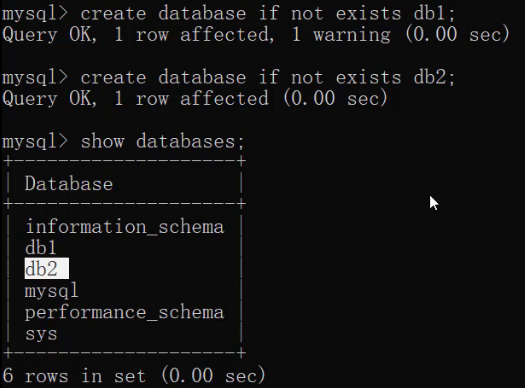 mysql> create database if not exists db1;
Query OK, 1 row affected, 1 warning (0.00 sec)
mysql> create database if not exists db2;
Query OK, 1 row affected (0.00 sec)
mysql> show databases;
+--------------------+
| Database           |
+--------------------+
| information_schema |
| db1                |
| db2                |
| mysql              |
| performance_schema |
| sys                |
+--------------------+
6 rows in set (0.00 sec)